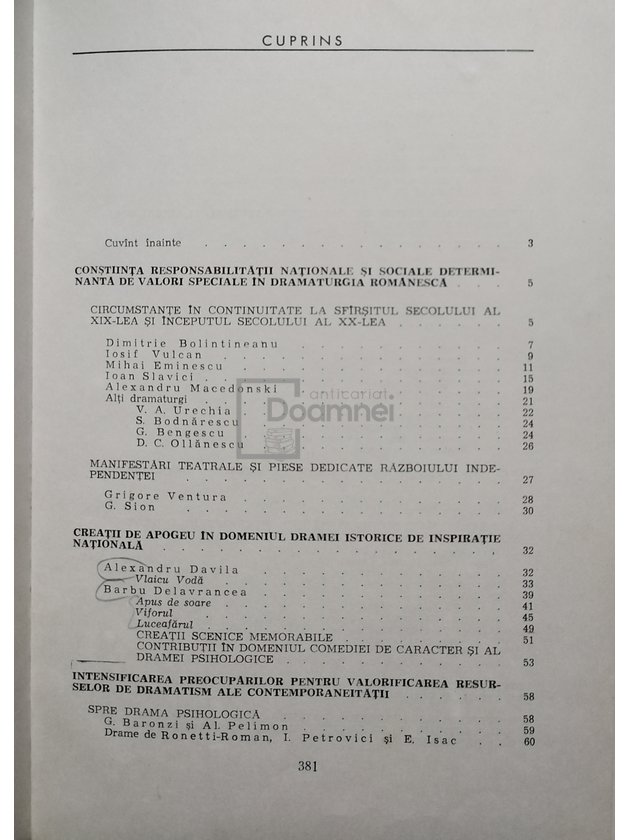 CUPRINS
Cuvînt înainte . . . . . . . . . . . . . . . 3
CONȘTIINȚA RESPONSABILITĂȚII NAȚIONALE ȘI SOCIALE DETERMI-
NANTĂ DE VALORI SPECIALE ÎN DRAMATURGIA ROMÂNESCĂ . . . 5
CIRCUMSTANȚE ÎN CONTINUITATE LA SFÎRȘITUL SECOLULUI AL
XIX-LEA ȘI ÎNCEPUTUL SECOLULUI AL XX-LEA . . . . . . 5
Dimitrie Bolintineanu . . . . . . . . . . 7
Iosif Vulcan . . . . . . . . . . . . . 9
Mihai Eminescu . . . . . . . . . . . . 11
Ioan Slavici . . . . . . . . . . . . . 15
Alexandru Macedonski . . . . . . . . . . 19
Alți dramaturgi . . . . . . . . . . . . . 21
V. A. Urechia . . . . . . . . . . . . 22
S. Bodnărescu . . . . . . . . . . . . 24
G. Bengescu . . . . . . . . . . . . 24
D. C. Ollănescu . . . . . . . . . . . 26
anticariat
Doamnei
MANIFESTĂRI TEATRALE ȘI PIESE DEDICATE RĂZBOIULUI INDE-
PENDENȚEI . . . . . . . . . . . . . . 27
Grigore Ventura . . . . . . . . . . . . 28
G. Sion . . . . . . . . . . . . . . 30
CREAȚII DE APOGEU ÎN DOMENIUL DRAMEI ISTORICE DE INSPIRAȚIE
NAȚIONALĂ . . . . . . . . . . . . . . . 32
Alexandru Davila . . . . . . . . . . . 32
Vlaicu Vodă . . . . . . . . . . . . 33
Barbu Delavrancea . . . . . . . . . . . 39
Apus de soare . . . . . . . . . . . . 41
Viforul . . . . . . . . . . . . . . 45
Luceafărul . . . . . . . . . . . . . 49
CREAȚII SCENICE MEMORABILE . . . . . . . . 51
CONTRIBUȚII ÎN DOMENIUL COMEDIEI DE CARACTER ȘI AL
DRAMEI PSIHOLOGICE . . . . . . . . . . 53
INTENSIFICAREA PREOCUPĂRILOR PENTRU VALORIFICAREA RESUR-
SELOR DE DRAMATISM ALE CONTEMPORANEITĂȚII . . . . . 58
SPRE DRAMA PSIHOLOGICĂ . . . . . . . . . . 58
G. Baronzi și Al. Pelimon . . . . . . . . . 59
Drame de Ronetti-Roman, I. Petrovici și E. Isac . . 60
381